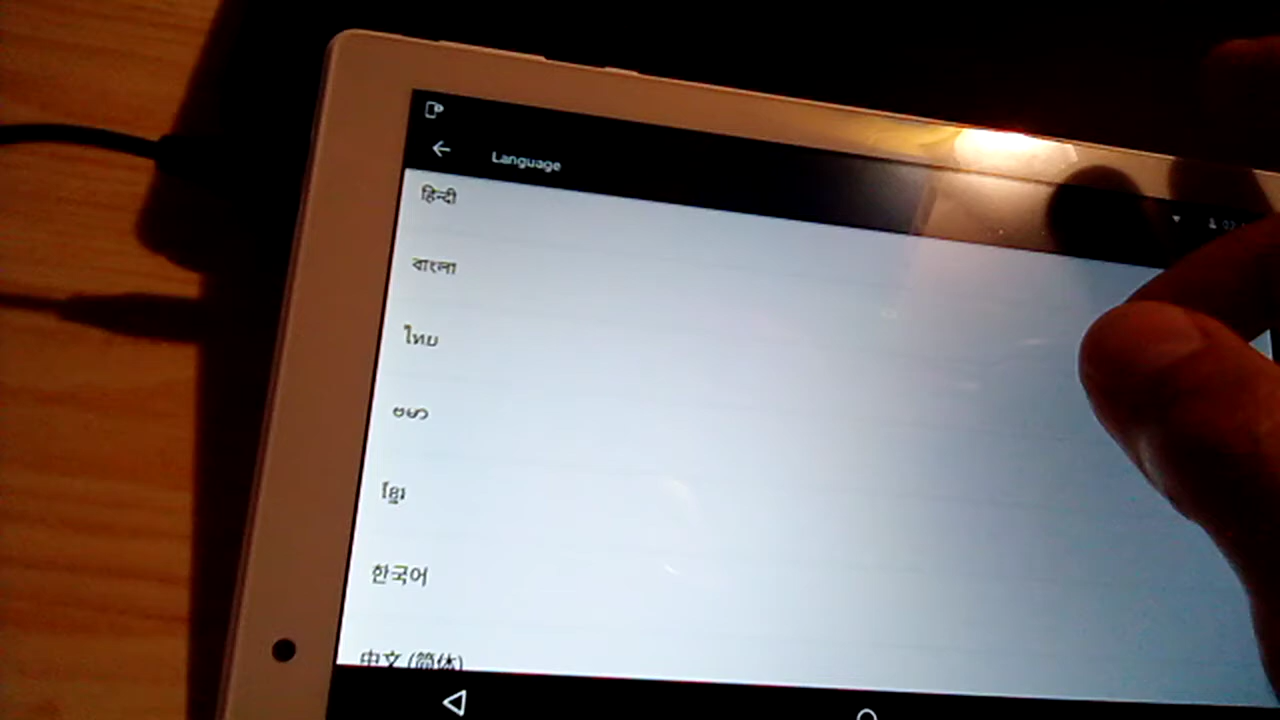 Language
हिन्दी
বাংলা
ไทย
ဗမာ
ខ្មែរ
한국어
中文 (简体)